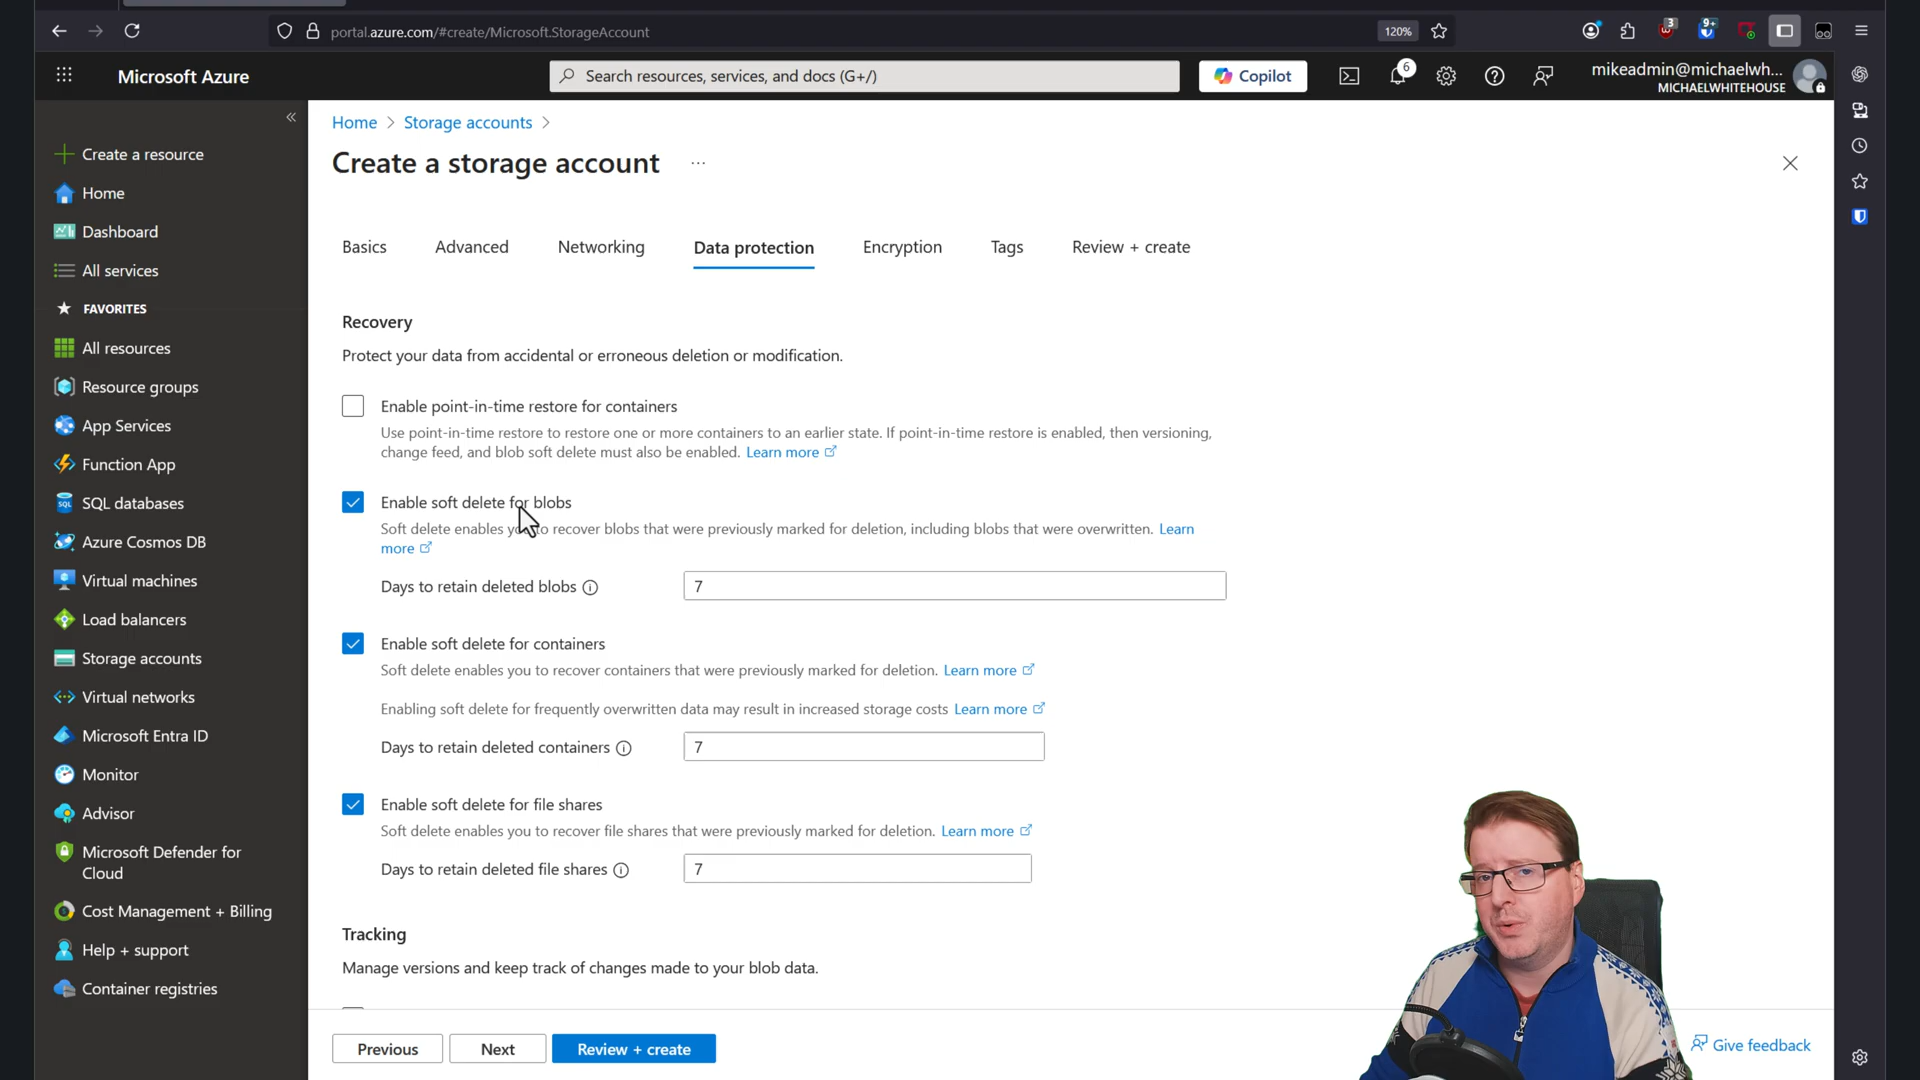 portal.azure.com/#create/Microsoft.StorageAccount
120%
3
9+
Microsoft Azure
Search resources, services, and docs (G+/)
Copilot
6
mikeadmin@michaelwh...
MICHAELWHITEHOUSE
Create a resource
Home
Dashboard
All services
FAVORITES
All resources
Resource groups
App Services
Function App
SQL databases
Azure Cosmos DB
Virtual machines
Load balancers
Storage accounts
Virtual networks
Microsoft Entra ID
Monitor
Advisor
Microsoft Defender for
Cloud
Cost Management + Billing
Help + support
Container registries
Home > Storage accounts >
Create a storage account ...
Basics Advanced Networking Data protection Encryption Tags Review + create
Recovery
Protect your data from accidental or erroneous deletion or modification.
Enable point-in-time restore for containers
Use point-in-time restore to restore one or more containers to an earlier state. If point-in-time restore is enabled, then versioning,
change feed, and blob soft delete must also be enabled. Learn more
Enable soft delete for blobs
Soft delete enables you to recover blobs that were previously marked for deletion, including blobs that were overwritten. Learn
more
Days to retain deleted blobs 7
Enable soft delete for containers
Soft delete enables you to recover containers that were previously marked for deletion. Learn more
Enabling soft delete for frequently overwritten data may result in increased storage costs Learn more
Days to retain deleted containers 7
Enable soft delete for file shares
Soft delete enables you to recover file shares that were previously marked for deletion. Learn more
Days to retain deleted file shares 7
Tracking
Manage versions and keep track of changes made to your blob data.
Previous Next Review + create
Give feedback